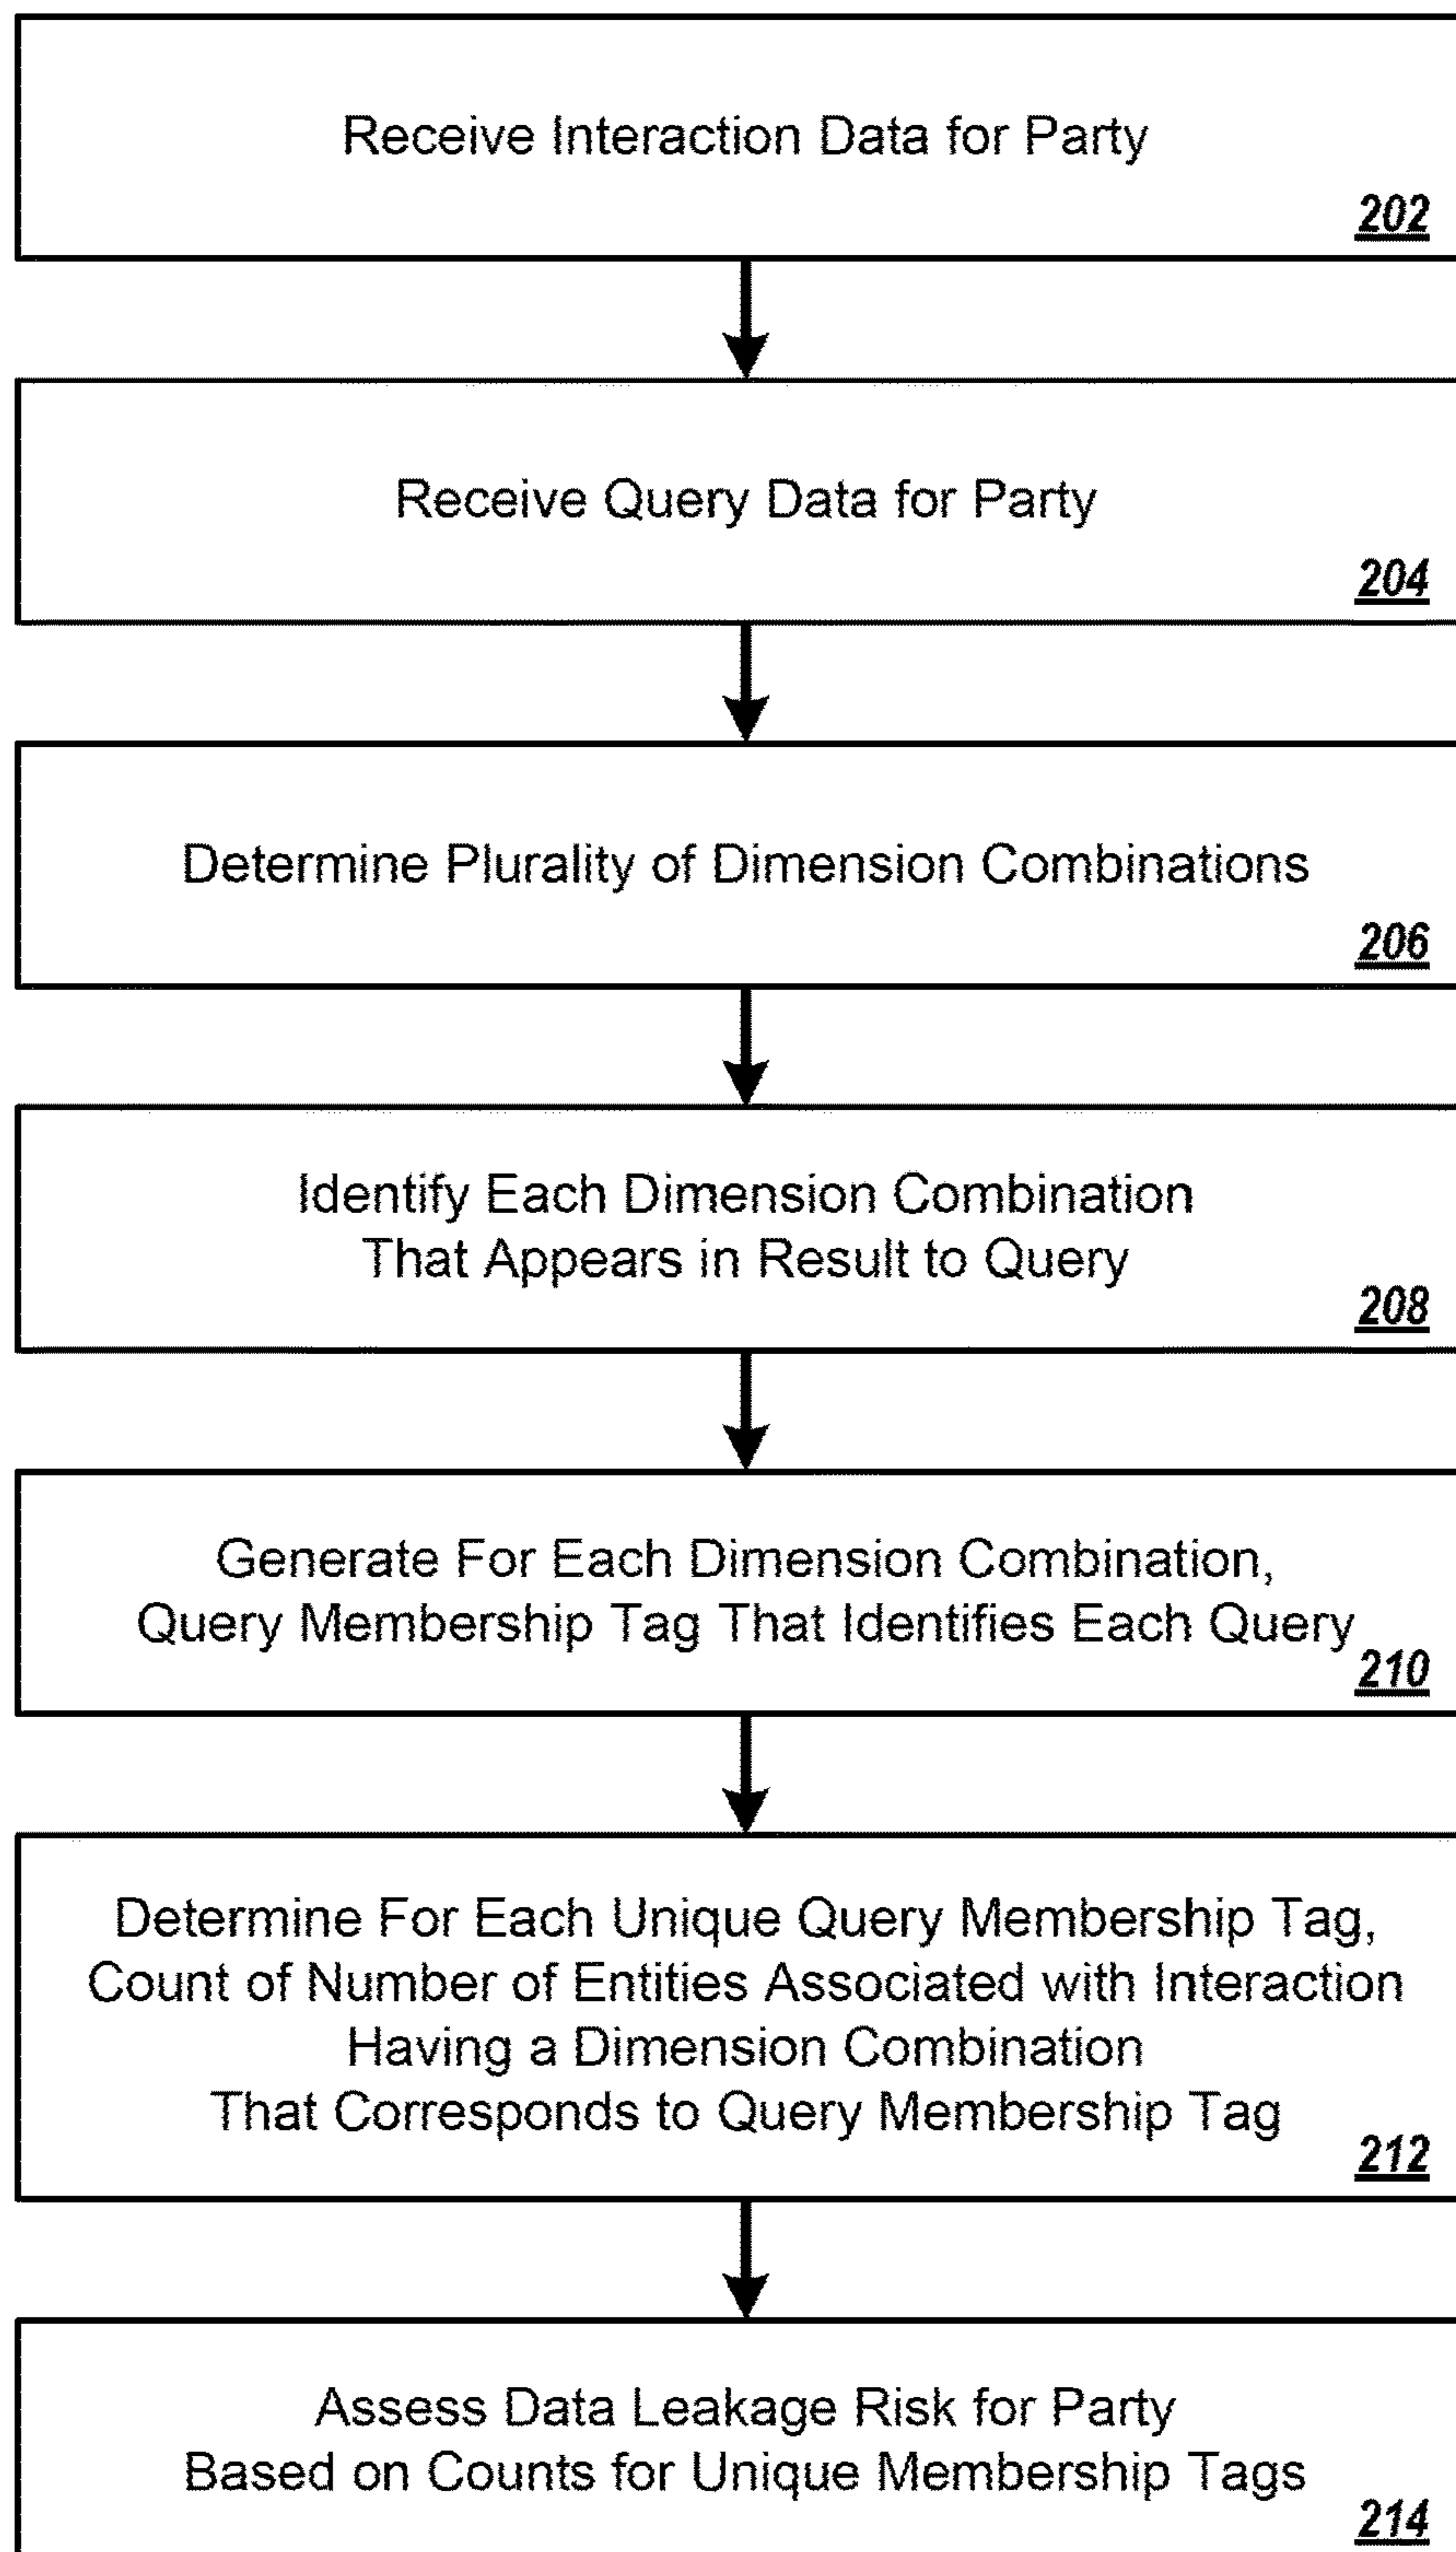 Receive Interaction Data for Party
202
Receive Query Data for Party
204
Determine Plurality of Dimension Combinations
206
Identify Each Dimension Combination
That Appears in Result to Query
208
Generate For Each Dimension Combination,
Query Membership Tag That Identifies Each Query
210
Determine For Each Unique Query Membership Tag,
Count of Number of Entities Associated with Interaction
Having a Dimension Combination
That Corresponds to Query Membership Tag
212
Assess Data Leakage Risk for Party
Based on Counts for Unique Membership Tags
214